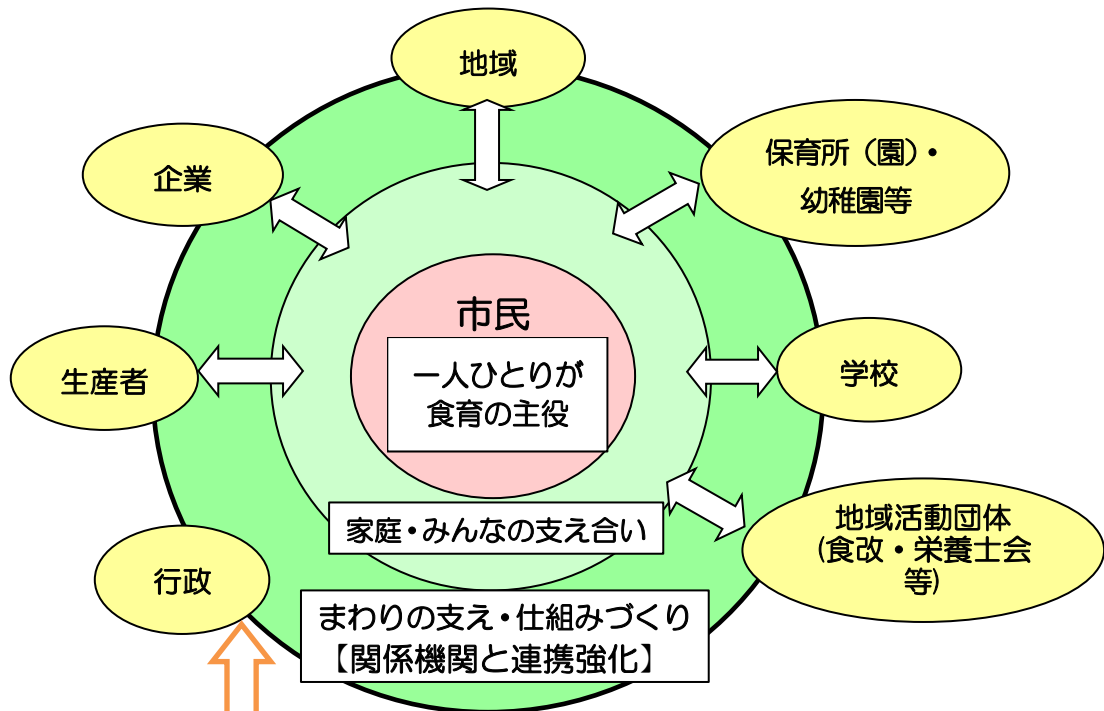 地域
保育所（園）・
幼稚園等
企業
市民
一人ひとりが
食育の主役
生産者
学校
家庭・みんなの支え合い
地域活動団体
(食改・栄養士会
等)
行政
まわりの支え・仕組みづくり
【関係機関と連携強化】